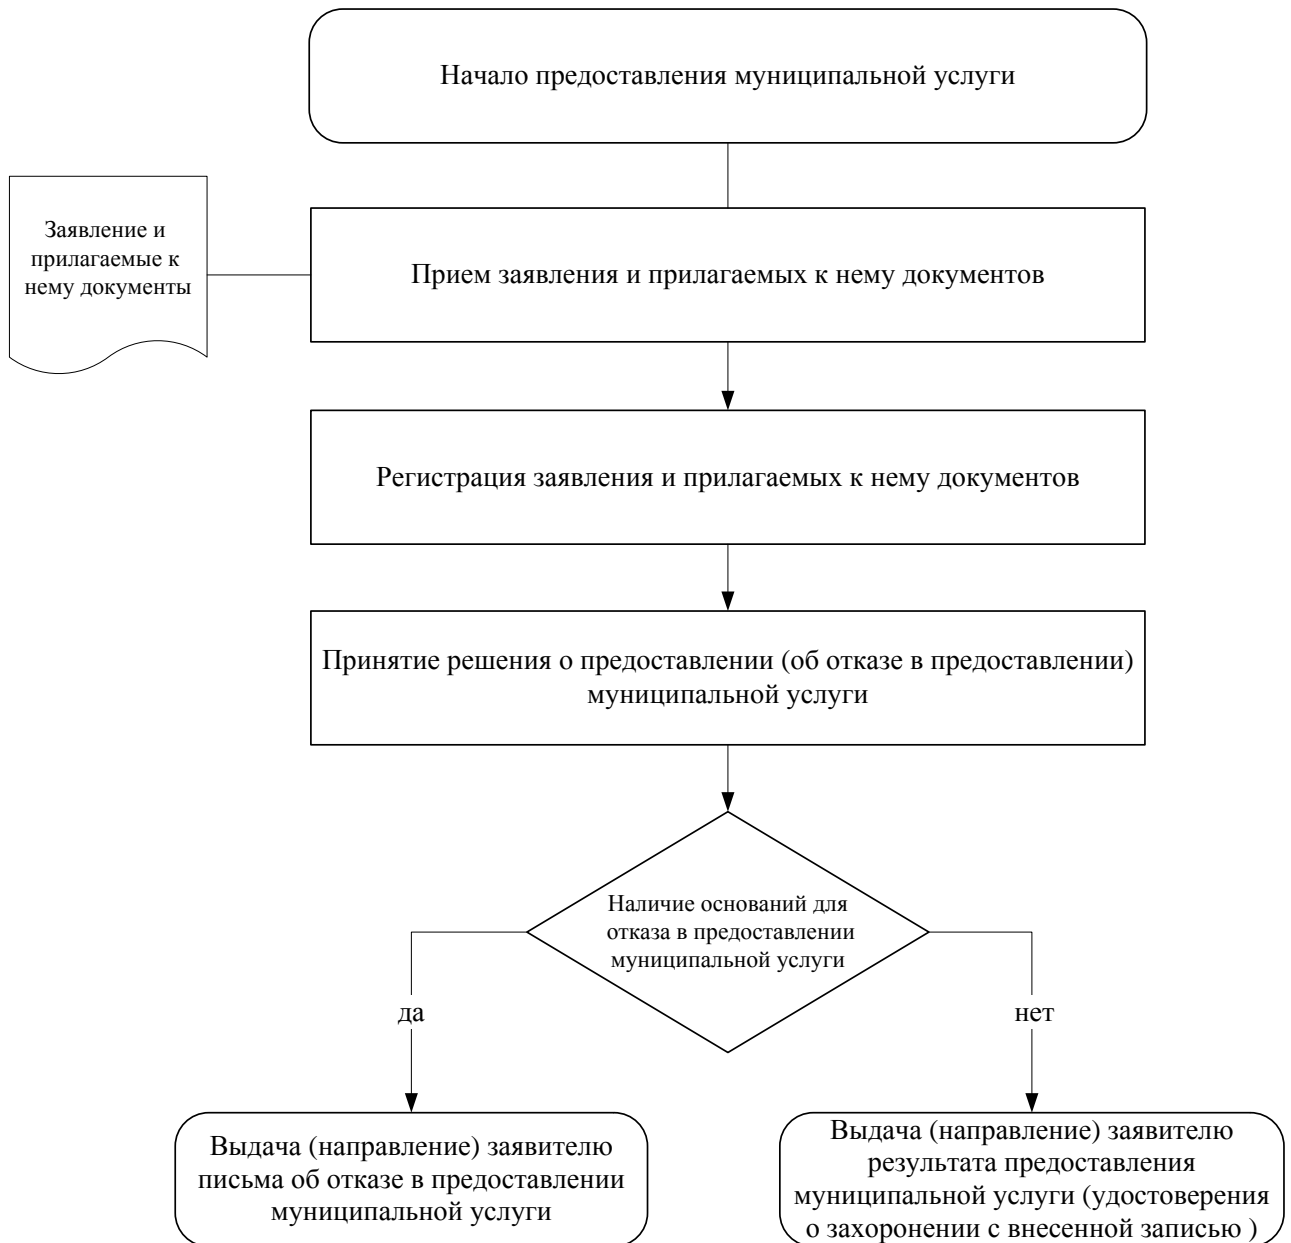 Начало предоставления муниципальной услуги
Заявление и
прилагаемые к
нему документы
Прием заявления и прилагаемых к нему документов
Регистрация заявления и прилагаемых к нему документов
Принятие решения о предоставлении (об отказе в предоставлении)
муниципальной услуги
Наличие оснований для
отказа в предоставлении
муниципальной услуги
да
нет
Выдача (направление) заявителю
письма об отказе в предоставлении
муниципальной услуги
Выдача (направление) заявителю
результата предоставления
муниципальной услуги (удостоверения
о захоронении с внесенной записью )